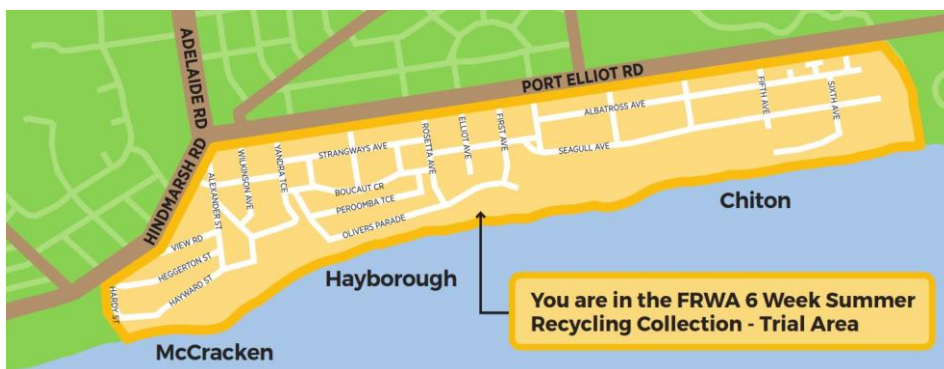 ADELAIDE RD
PORT ELLIOT RD
HINDMARSH RD
ALBATROSS AVE
FIFTH AVE
SIXTH AVE
SEAGULL AVE
FIRST AVE
ELLIOT AVE
ROSETTA AVE
STRANGWAYS AVE
YANDRA TCE
WILKINSON AVE
ALEXANDER ST
BOUCAUT CR
PEROOMBA TCE
OLIVERS PARADE
VIEW RD
HEGGERTON ST
HAYWARD ST
HARDY ST
Chiton
Hayborough
McCracken
You are in the FRWA 6 Week Summer
Recycling Collection - Trial Area